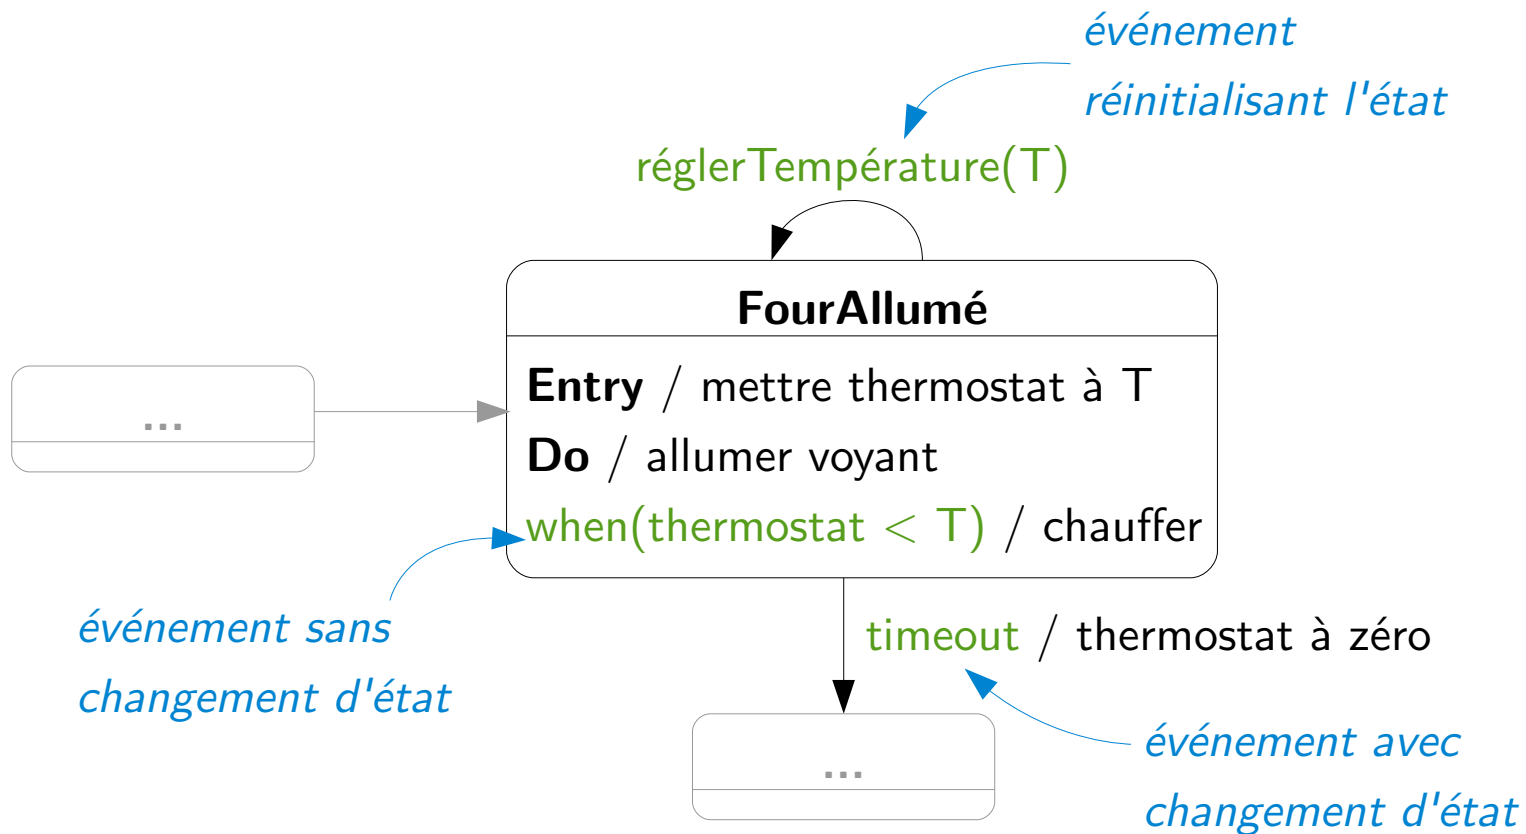 événement
réinitialisant l'état
réglerTempérature(T)
FourAllumé
Entry / mettre thermostat à T
...
Do / allumer voyant
when(thermostat < T) / chauffer
événement sans
changement d'état
timeout / thermostat à zéro
...
événement avec
changement d'état